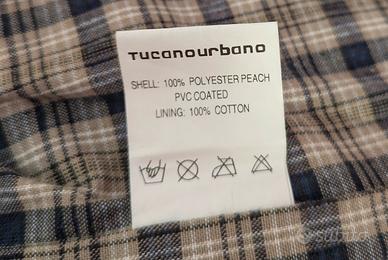 Tucanourbano
SHELL: 100% POLYESTER PEACH
PVC COATED
LINING: 100% COTTON